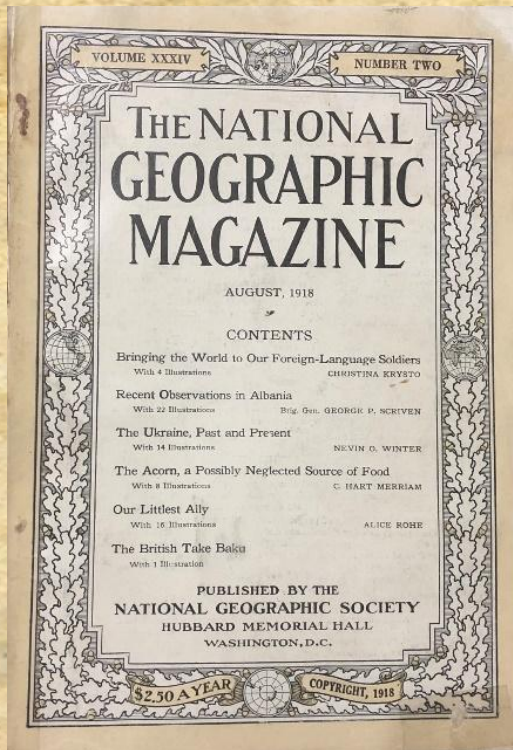 VOLUME XXXIV
NUMBER TWO
THE NATIONAL
GEOGRAPHIC
MAGAZINE
AUGUST, 1918
CONTENTS
Bringing the World to Our Foreign-Language Soldiers
With 4 Illustrations CHRISTINA KRYSTO
Recent Observations in Albania
With 22 Illustrations Brig. Gen. GEORGE P. SCRIVEN
The Ukraine, Past and Present
With 14 Illustrations NEVIN O. WINTER
The Acorn, a Possibly Neglected Source of Food
With 8 Illustrations C. HART MERRIAM
Our Littlest Ally
With 16 Illustrations ALICE ROHE
The British Take Baku
With 1 Illustration
PUBLISHED BY THE
NATIONAL GEOGRAPHIC SOCIETY
HUBBARD MEMORIAL HALL
WASHINGTON, D.C.
$2.50 A YEAR
COPYRIGHT, 1918